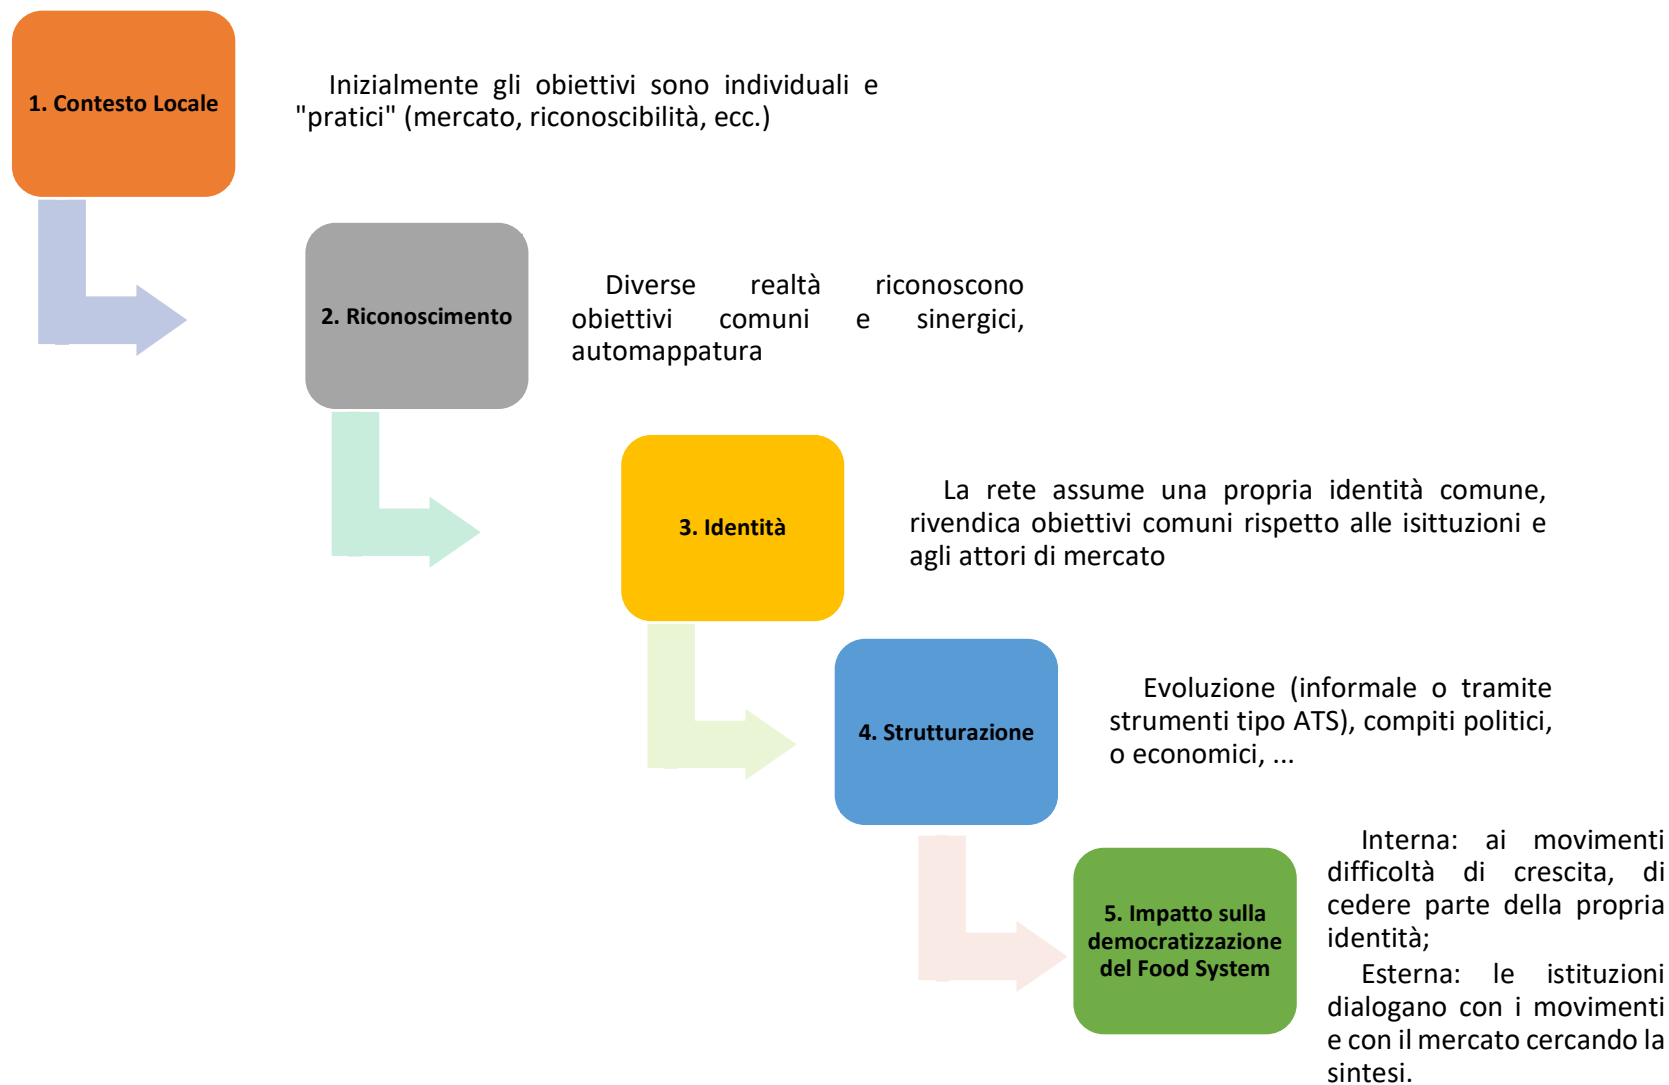 1. Contesto Locale
Inizialmente gli obiettivi sono individuali e
"pratici" (mercato, riconoscibilità, ecc.)
2. Riconoscimento
Diverse realtà riconoscono
obiettivi comuni e sinergici,
automappatura
3. Identità
La rete assume una propria identità comune,
rivendica obiettivi comuni rispetto alle isittuzioni e
agli attori di mercato
4. Strutturazione
Evoluzione (informale o tramite
strumenti tipo ATS), compiti politici,
o economici, ...
5. Impatto sulla
democratizzazione
del Food System
Interna: ai movimenti
difficoltà di crescita, di
cedere parte della propria
identità;
Esterna: le istituzioni
dialogano con i movimenti
e con il mercato cercando la
sintesi.